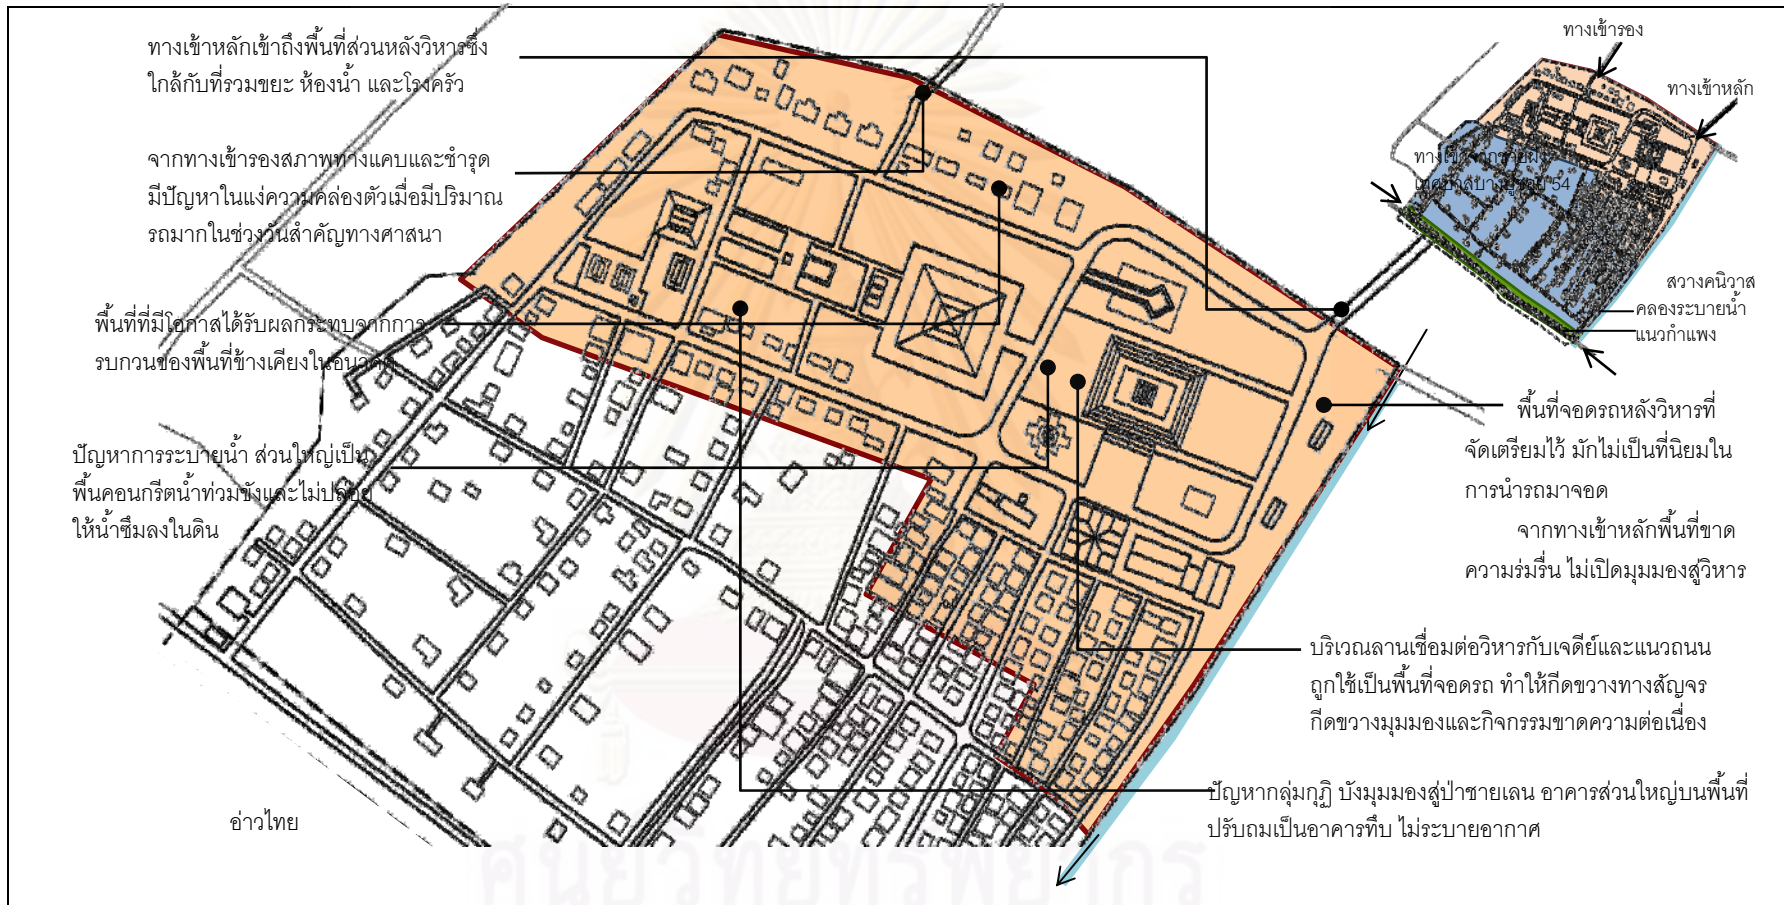 ทางเข้าหลักเข้าถึงพื้นที่ส่วนหลังวิหารซึ่ง
ใกล้กับที่รวมขยะ ห้องน้ำ และโรงครัว
จากทางเข้ารองสภาพทางแคบและชำรุด
มีปัญหาในแง่ความคล่องตัวเมื่อมีปริมาณ
รถมากในช่วงวันสำคัญทางศาสนา
พื้นที่ที่มีโอกาสได้รับผลกระทบจากการ
รบกวนของพื้นที่ข้างเคียงในอนาคต
ปัญหาการระบายน้ำ ส่วนใหญ่เป็น
พื้นคอนกรีตน้ำท่วมขังและไม่ปล่อย
ให้น้ำซึมลงในดิน
อ่าวไทย
ทางเข้ารอง
ทางเข้าหลัก
54
สวางคนิวาส
คลองระบายน้ำ
แนวกำแพง
พื้นที่จอดรถหลังวิหารที่
จัดเตรียมไว้ มักไม่เป็นที่นิยมใน
การนำรถมาจอด
จากทางเข้าหลักพื้นที่ขาด
ความร่มรื่น ไม่เปิดมุมมองสู่วิหาร
บริเวณลานเชื่อมต่อวิหารกับเจดีย์และแนวถนน
ถูกใช้เป็นพื้นที่จอดรถ ทำให้กีดขวางทางสัญจร
กีดขวางมุมมองและกิจกรรมขาดความต่อเนื่อง
ปัญหากลุ่มกุฏิ บังมุมมองสู่ป่าชายเลน อาคารส่วนใหญ่บนพื้นที่
ปรับถมเป็นอาคารทึบ ไม่ระบายอากาศ
ศูนย์วิทยทรัพยากร